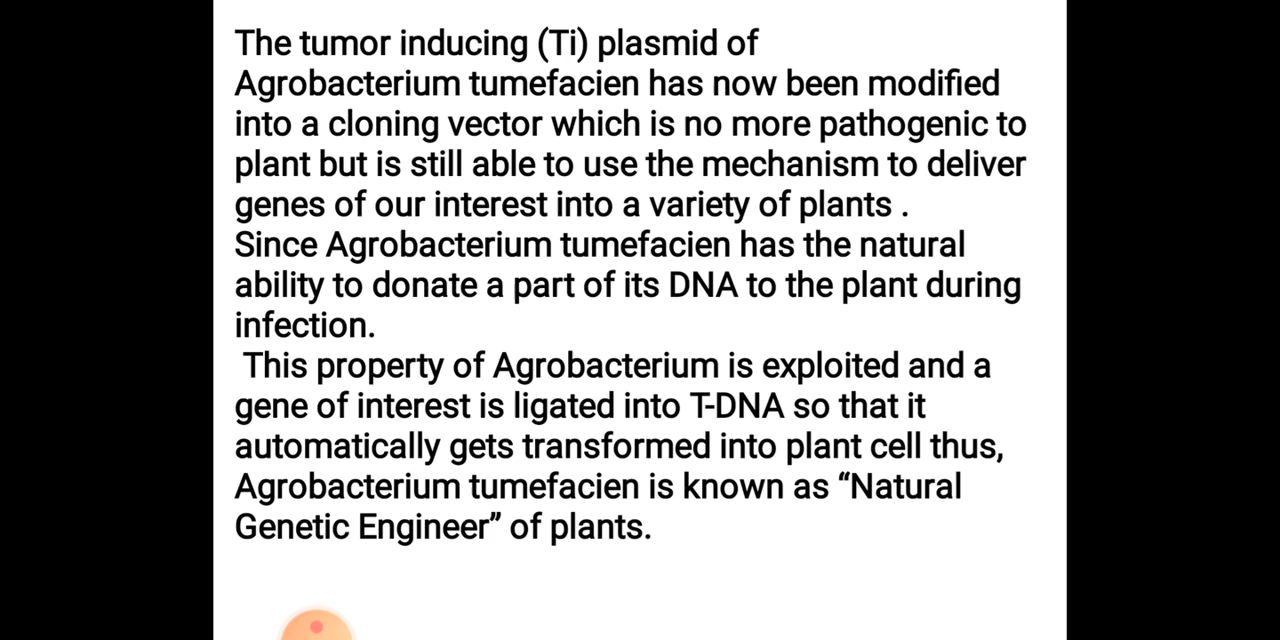 The tumor inducing (Ti) plasmid of
Agrobacterium tumefacien has now been modified
into a cloning vector which is no more pathogenic to
plant but is still able to use the mechanism to deliver
genes of our interest into a variety of plants .
Since Agrobacterium tumefacien has the natural
ability to donate a part of its DNA to the plant during
infection.
This property of Agrobacterium is exploited and a
gene of interest is ligated into T-DNA so that it
automatically gets transformed into plant cell thus,
Agrobacterium tumefacien is known as “Natural
Genetic Engineer” of plants.